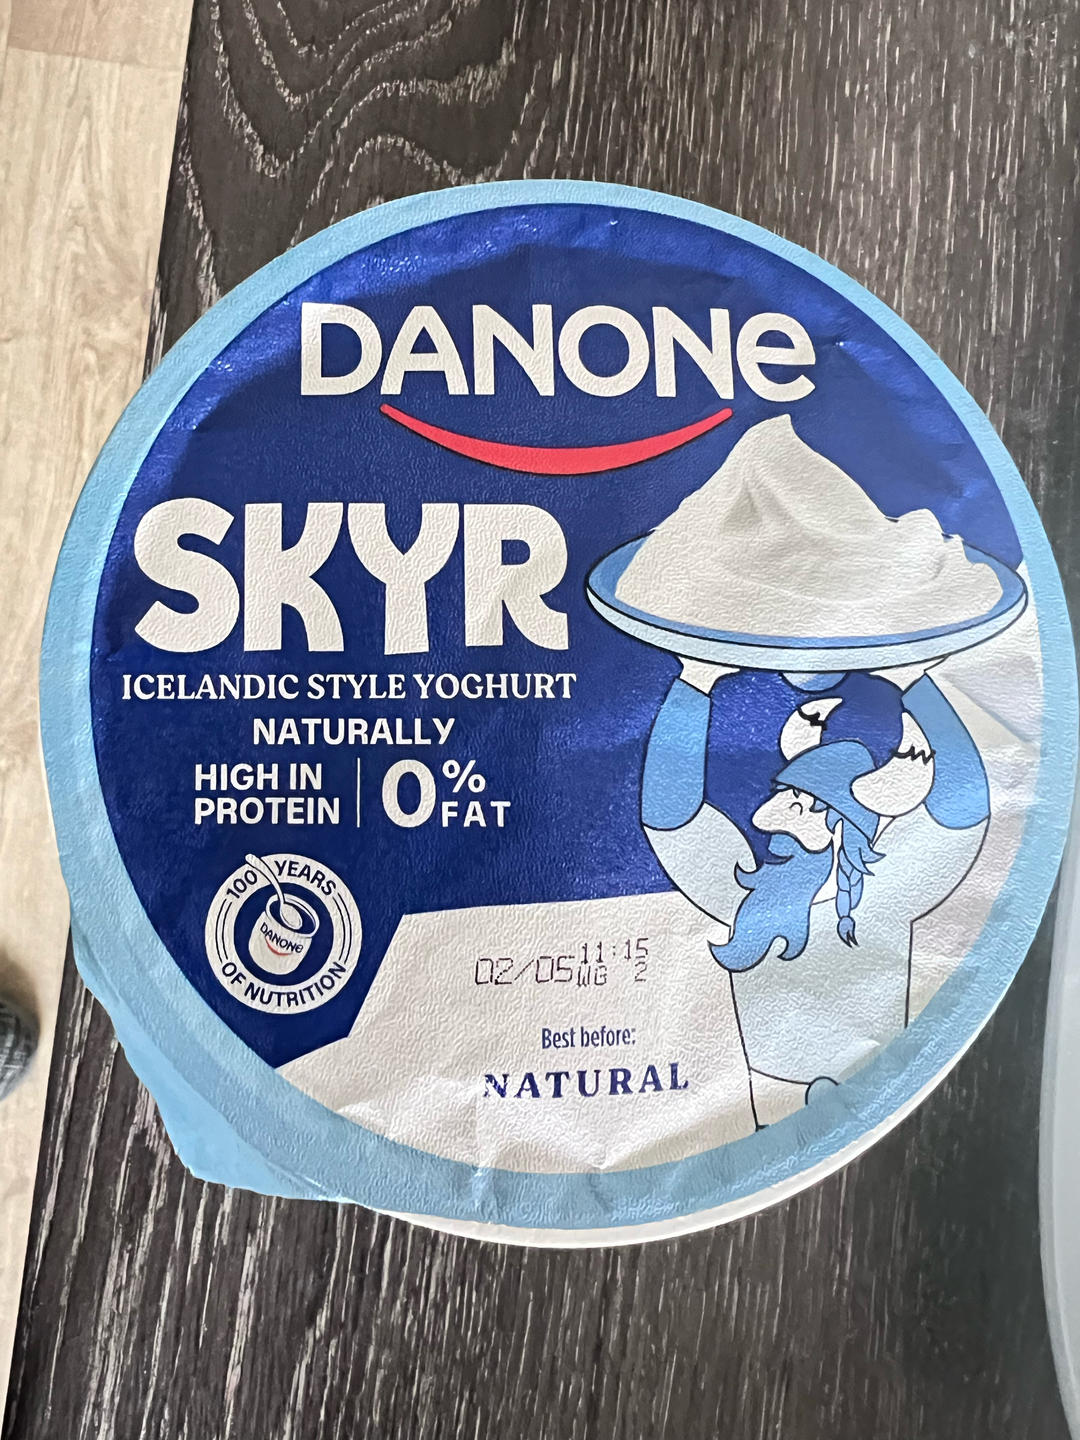 DANONE
SKYR
ICELANDIC STYLE YOGHURT
NATURALLY
HIGH IN
PROTEIN
0%
FAT
100 YEARS
DANONE
OF NUTRITION
02/05 11:15
WG 2
Best before:
NATURAL